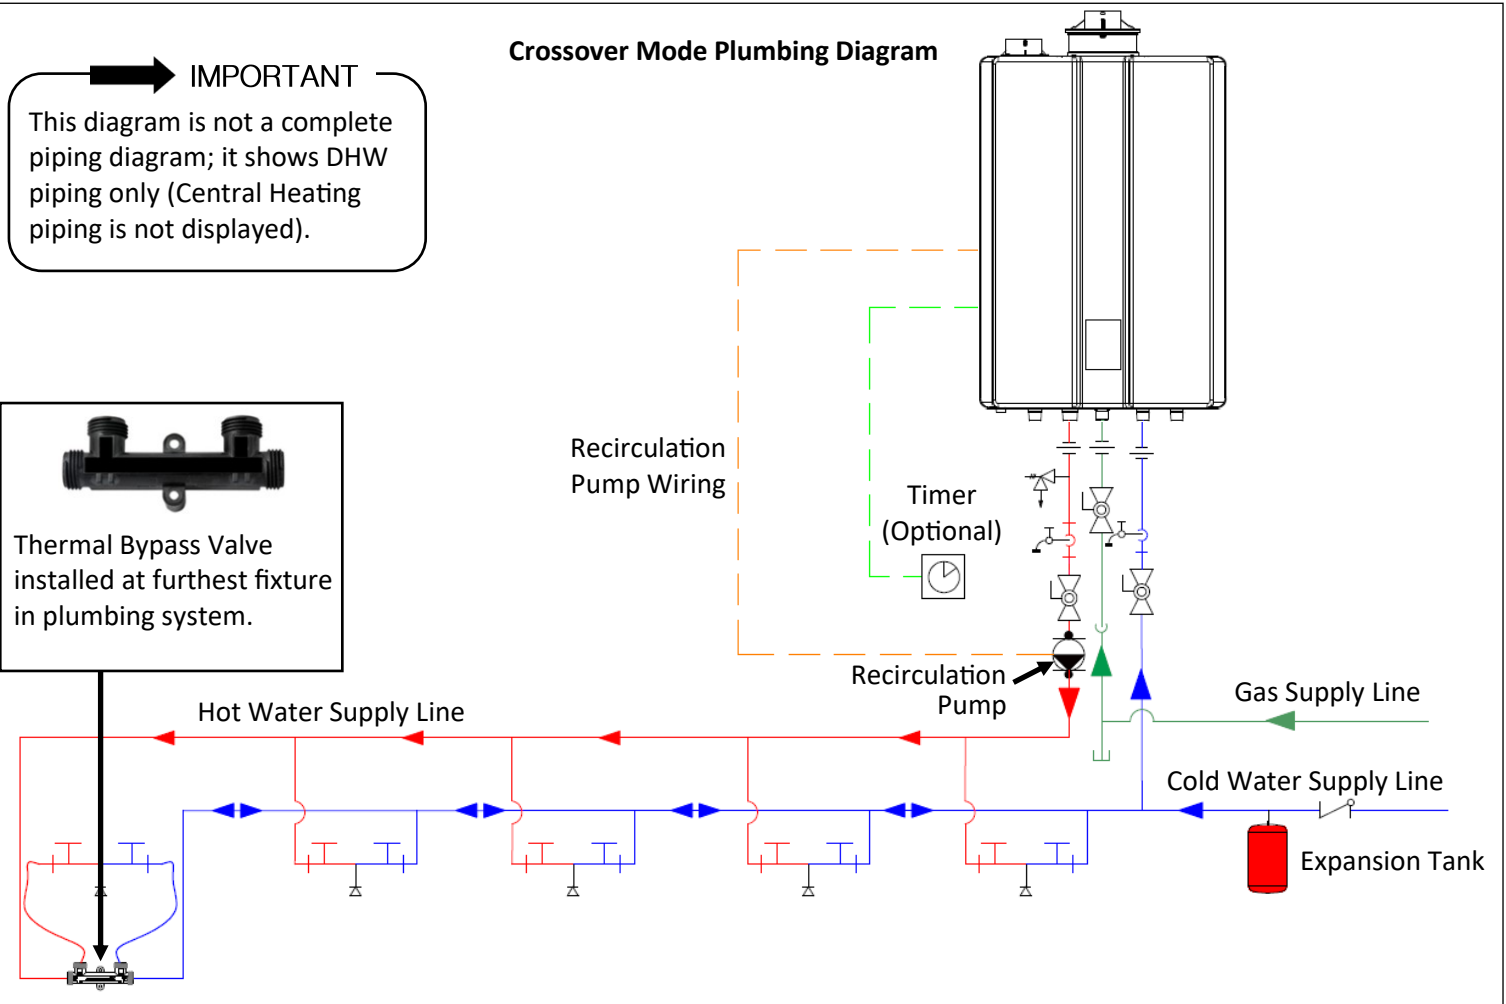 Crossover Mode Plumbing Diagram
IMPORTANT
This diagram is not a complete
piping diagram; it shows DHW
piping only (Central Heating
piping is not displayed).
Thermal Bypass Valve
installed at furthest fixture
in plumbing system.
Recirculation
Pump Wiring
Timer
(Optional)
Recirculation
Pump
Hot Water Supply Line
Gas Supply Line
Cold Water Supply Line
Expansion Tank